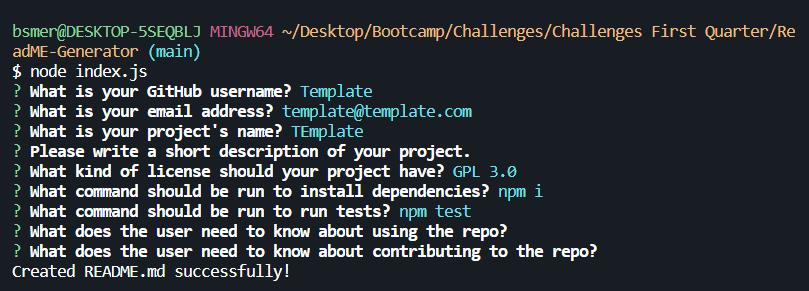 bsmer@DESKTOP-5SEQBLJ MINGW64 ~/Desktop/Bootcamp/Challenges/Challenges First Quarter/Re
adME-Generator (main)
$ node index.js
? What is your GitHub username? Template
? What is your email address? template@template.com
? What is your project's name? TEmplate
? Please write a short description of your project.
? What kind of license should your project have? GPL 3.0
? What command should be run to install dependencies? npm i
? What command should be run to run tests? npm test
? What does the user need to know about using the repo?
? What does the user need to know about contributing to the repo?
Created README.md successfully!